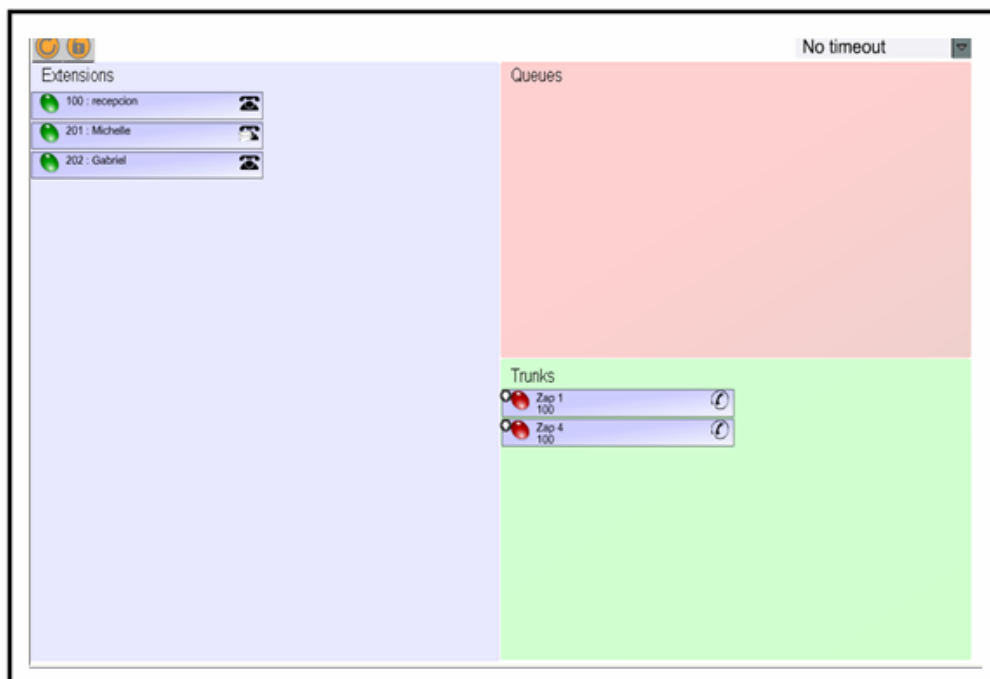 No timeout
Extensions
100 : recepcion
201 : Michelle
202 : Gabriel
Queues
Trunks
Zap 1
100
Zap 4
100